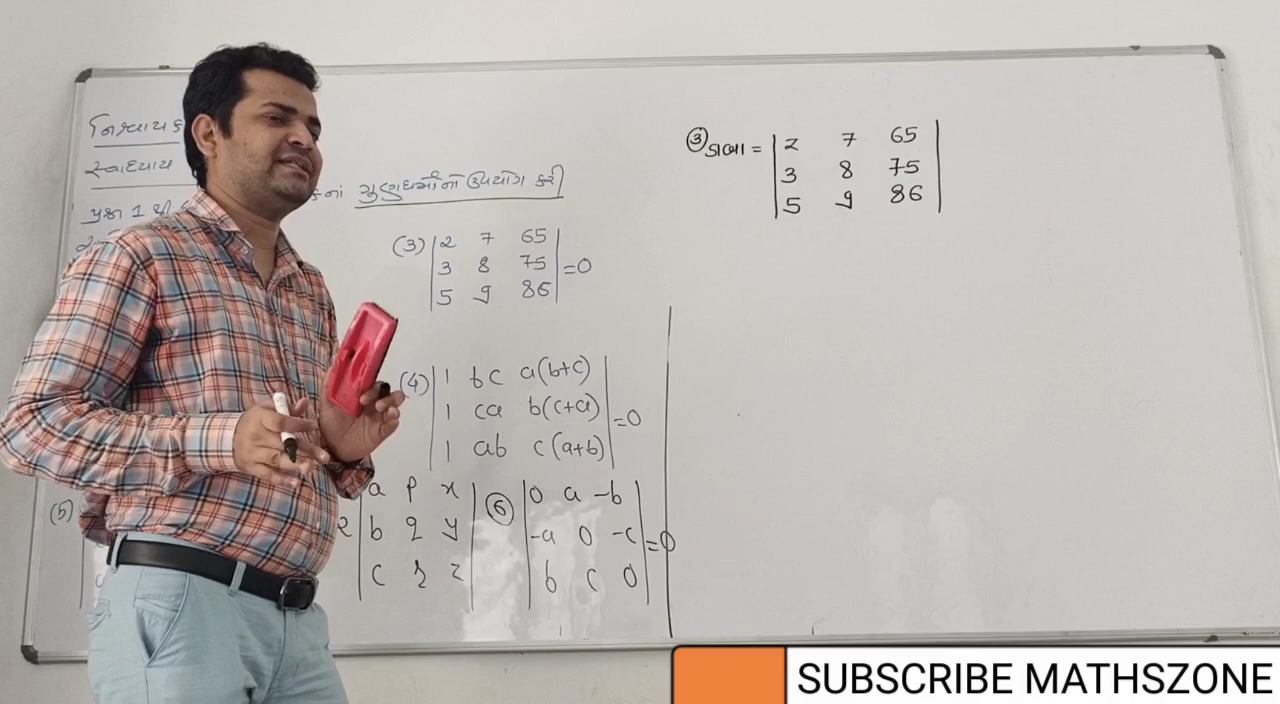 નિશ્ચાયક
સ્વાધ્યાય
પ્રશ્ન 1 થી
નાં ગુણધર્મોનો ઉપયોગ કરી
(3) | 2 7 65 |
| 3 8 75 | =0
| 5 9 86 |
(4) | 1 bc a(b+c) |
| 1 ca b(c+a) | =0
| 1 ab c(a+b) |
(5)
| a p x |
2 | b q y |
| c r z |
⑥ | 0 a -b |
| -a 0 -c | =0
| b c 0 |
③ ડાબા = | 2 7 65 |
| 3 8 75 |
| 5 9 86 |
SUBSCRIBE MATHSZONE